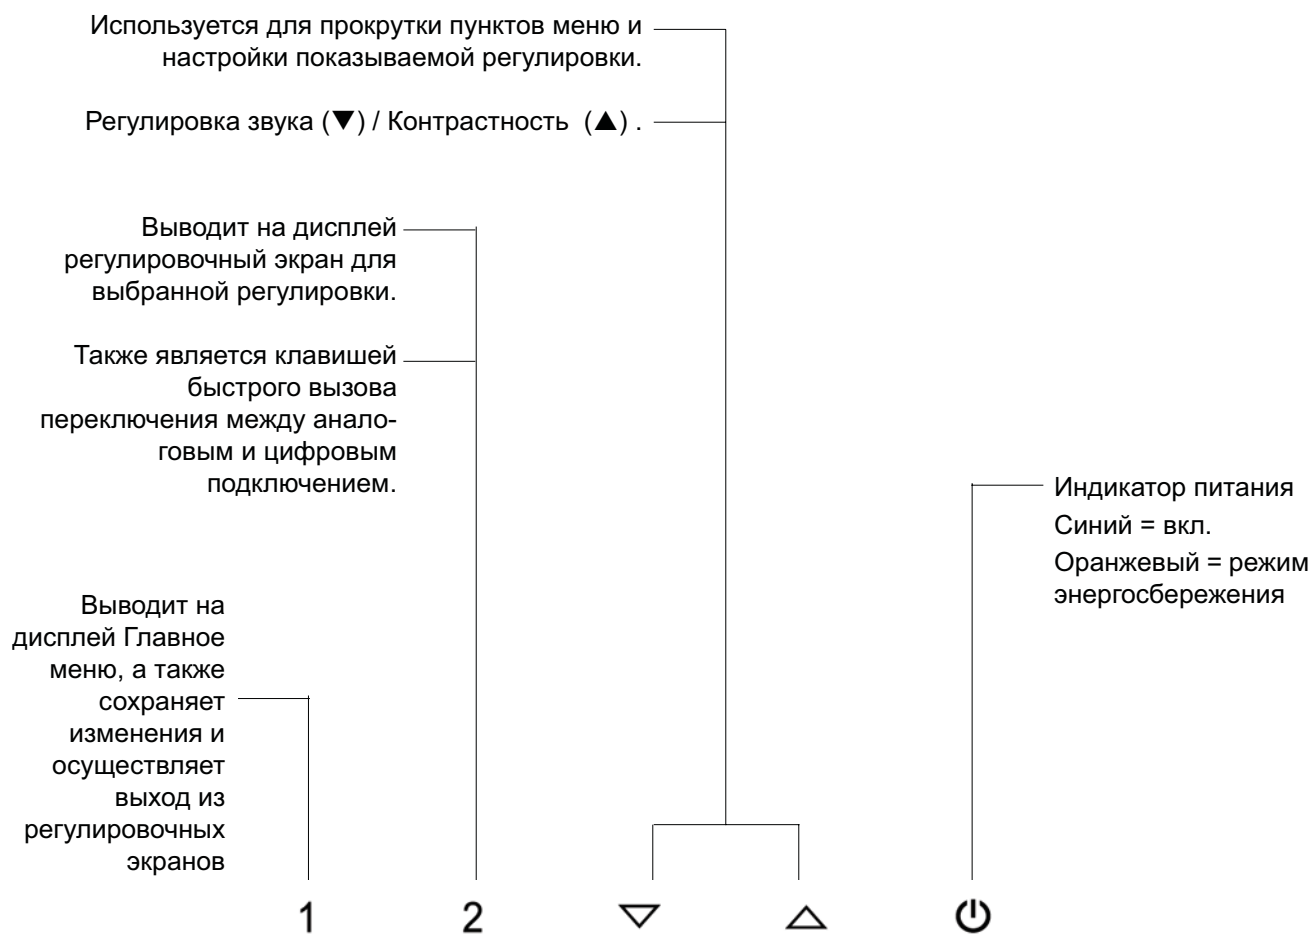 Используется для прокрутки пунктов меню и
настройки показываемой регулировки.
Регулировка звука (▼) / Контрастность (▲) .
Выводит на дисплей
регулировочный экран для
выбранной регулировки.
Также является клавишей
быстрого вызова
переключения между анало-
говым и цифровым
подключением.
Индикатор питания
Синий = вкл.
Оранжевый = режим
энергосбережения
Выводит на
дисплей Главное
меню, а также
сохраняет
изменения и
осуществляет
выход из
регулировочных
экранов
1 2 ▽ △ ⏻